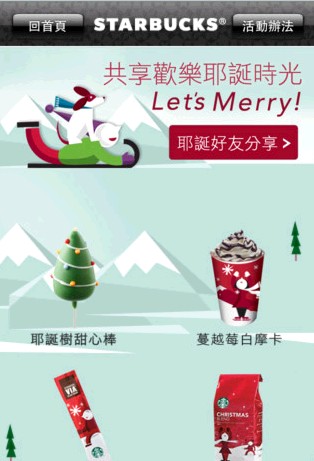 回首頁
STARBUCKS®
活動辦法
共享歡樂耶誕時光
Let's Merry!
耶誕好友分享 >
耶誕樹甜心棒
蔓越莓白摩卡
VIA
CHRISTMAS